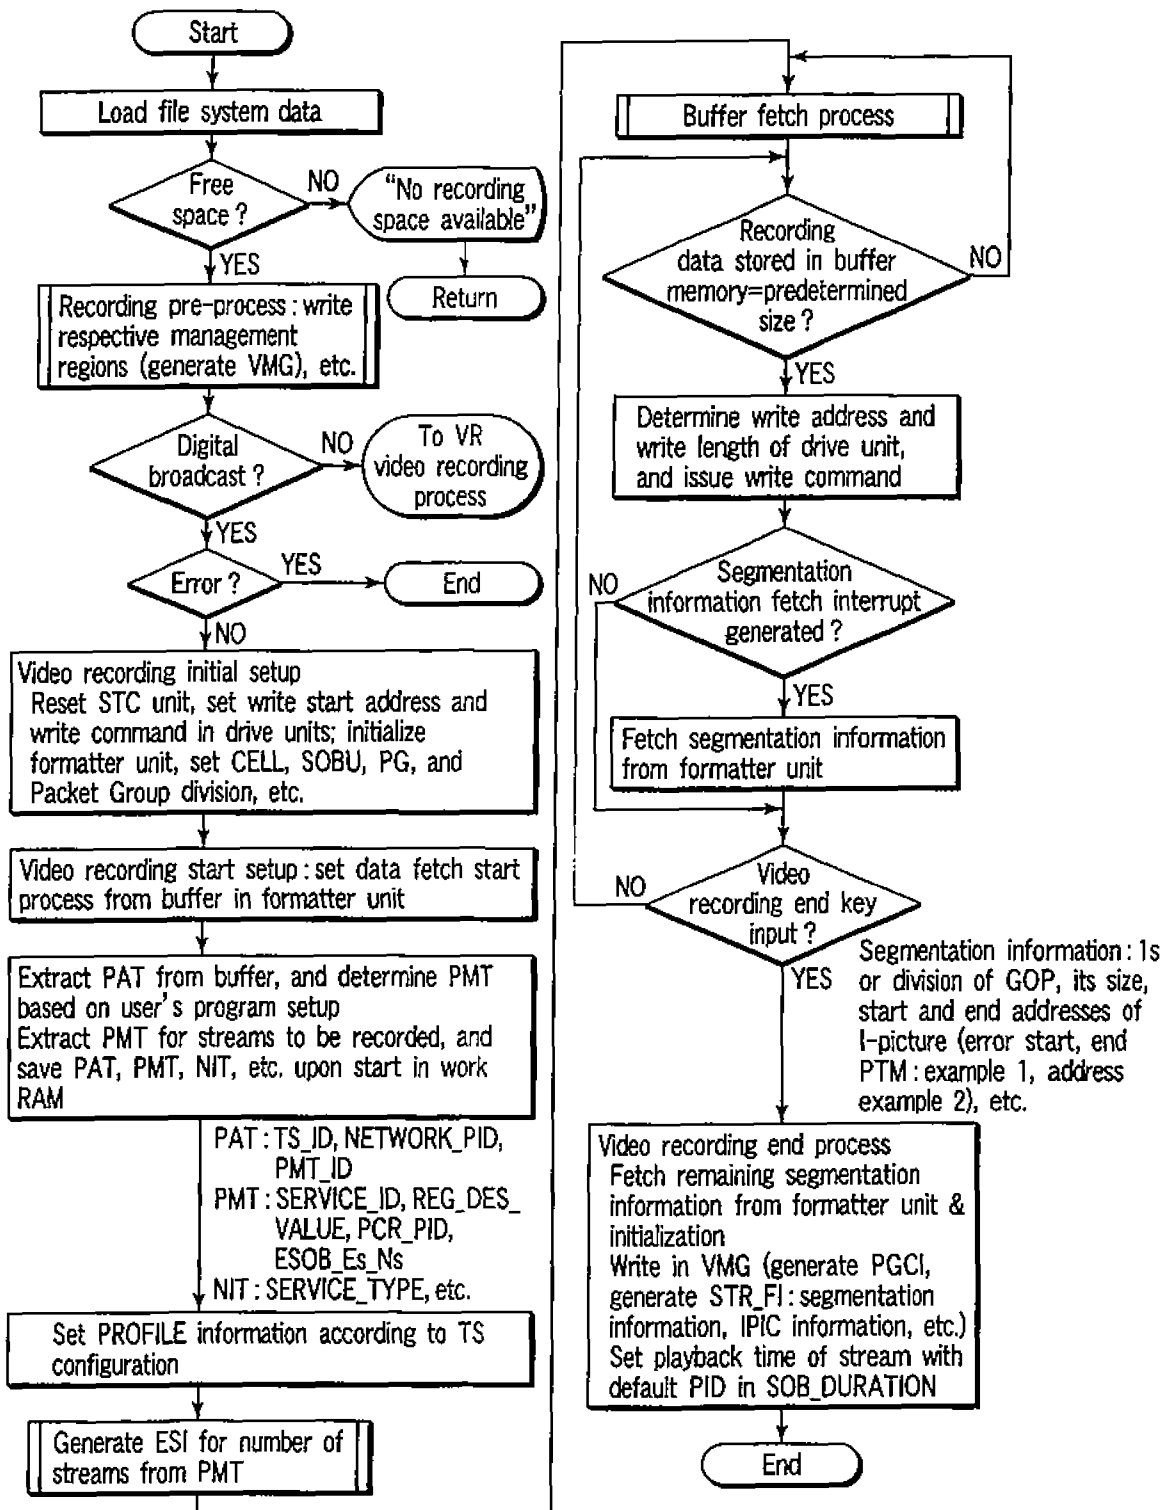 Start
Load file system data
Free
space ?
NO
“No recording
space available”
YES
Return
Recording pre-process : write
respective management
regions (generate VMG), etc.
Digital
broadcast ?
NO
To VR
video recording
process
YES
Error ?
YES
End
NO
Video recording initial setup
Reset STC unit, set write start address and
write command in drive units; initialize
formatter unit, set CELL, SOBU, PG, and
Packet Group division, etc.
Video recording start setup : set data fetch start
process from buffer in formatter unit
Extract PAT from buffer, and determine PMT
based on user's program setup
Extract PMT for streams to be recorded, and
save PAT, PMT, NIT, etc. upon start in work
RAM
PAT : TS_ID, NETWORK_PID,
PMT_ID
PMT : SERVICE_ID, REG_DES_
VALUE, PCR_PID,
ESOB_Es_Ns
NIT : SERVICE_TYPE, etc.
Set PROFILE information according to TS
configuration
Generate ESI for number of
streams from PMT
Buffer fetch process
Recording
data stored in buffer
memory=predetermined
size ?
NO
YES
Determine write address and
write length of drive unit,
and issue write command
Segmentation
information fetch interrupt
generated ?
NO
YES
Fetch segmentation information
from formatter unit
Video
recording end key
input ?
NO
YES
Segmentation information : 1s
or division of GOP, its size,
start and end addresses of
I-picture (error start, end
PTM : example 1, address
example 2), etc.
Video recording end process
Fetch remaining segmentation
information from formatter unit &
initialization
Write in VMG (generate PGCI,
generate STR_FI : segmentation
information, IPIC information, etc.)
Set playback time of stream with
default PID in SOB_DURATION
End